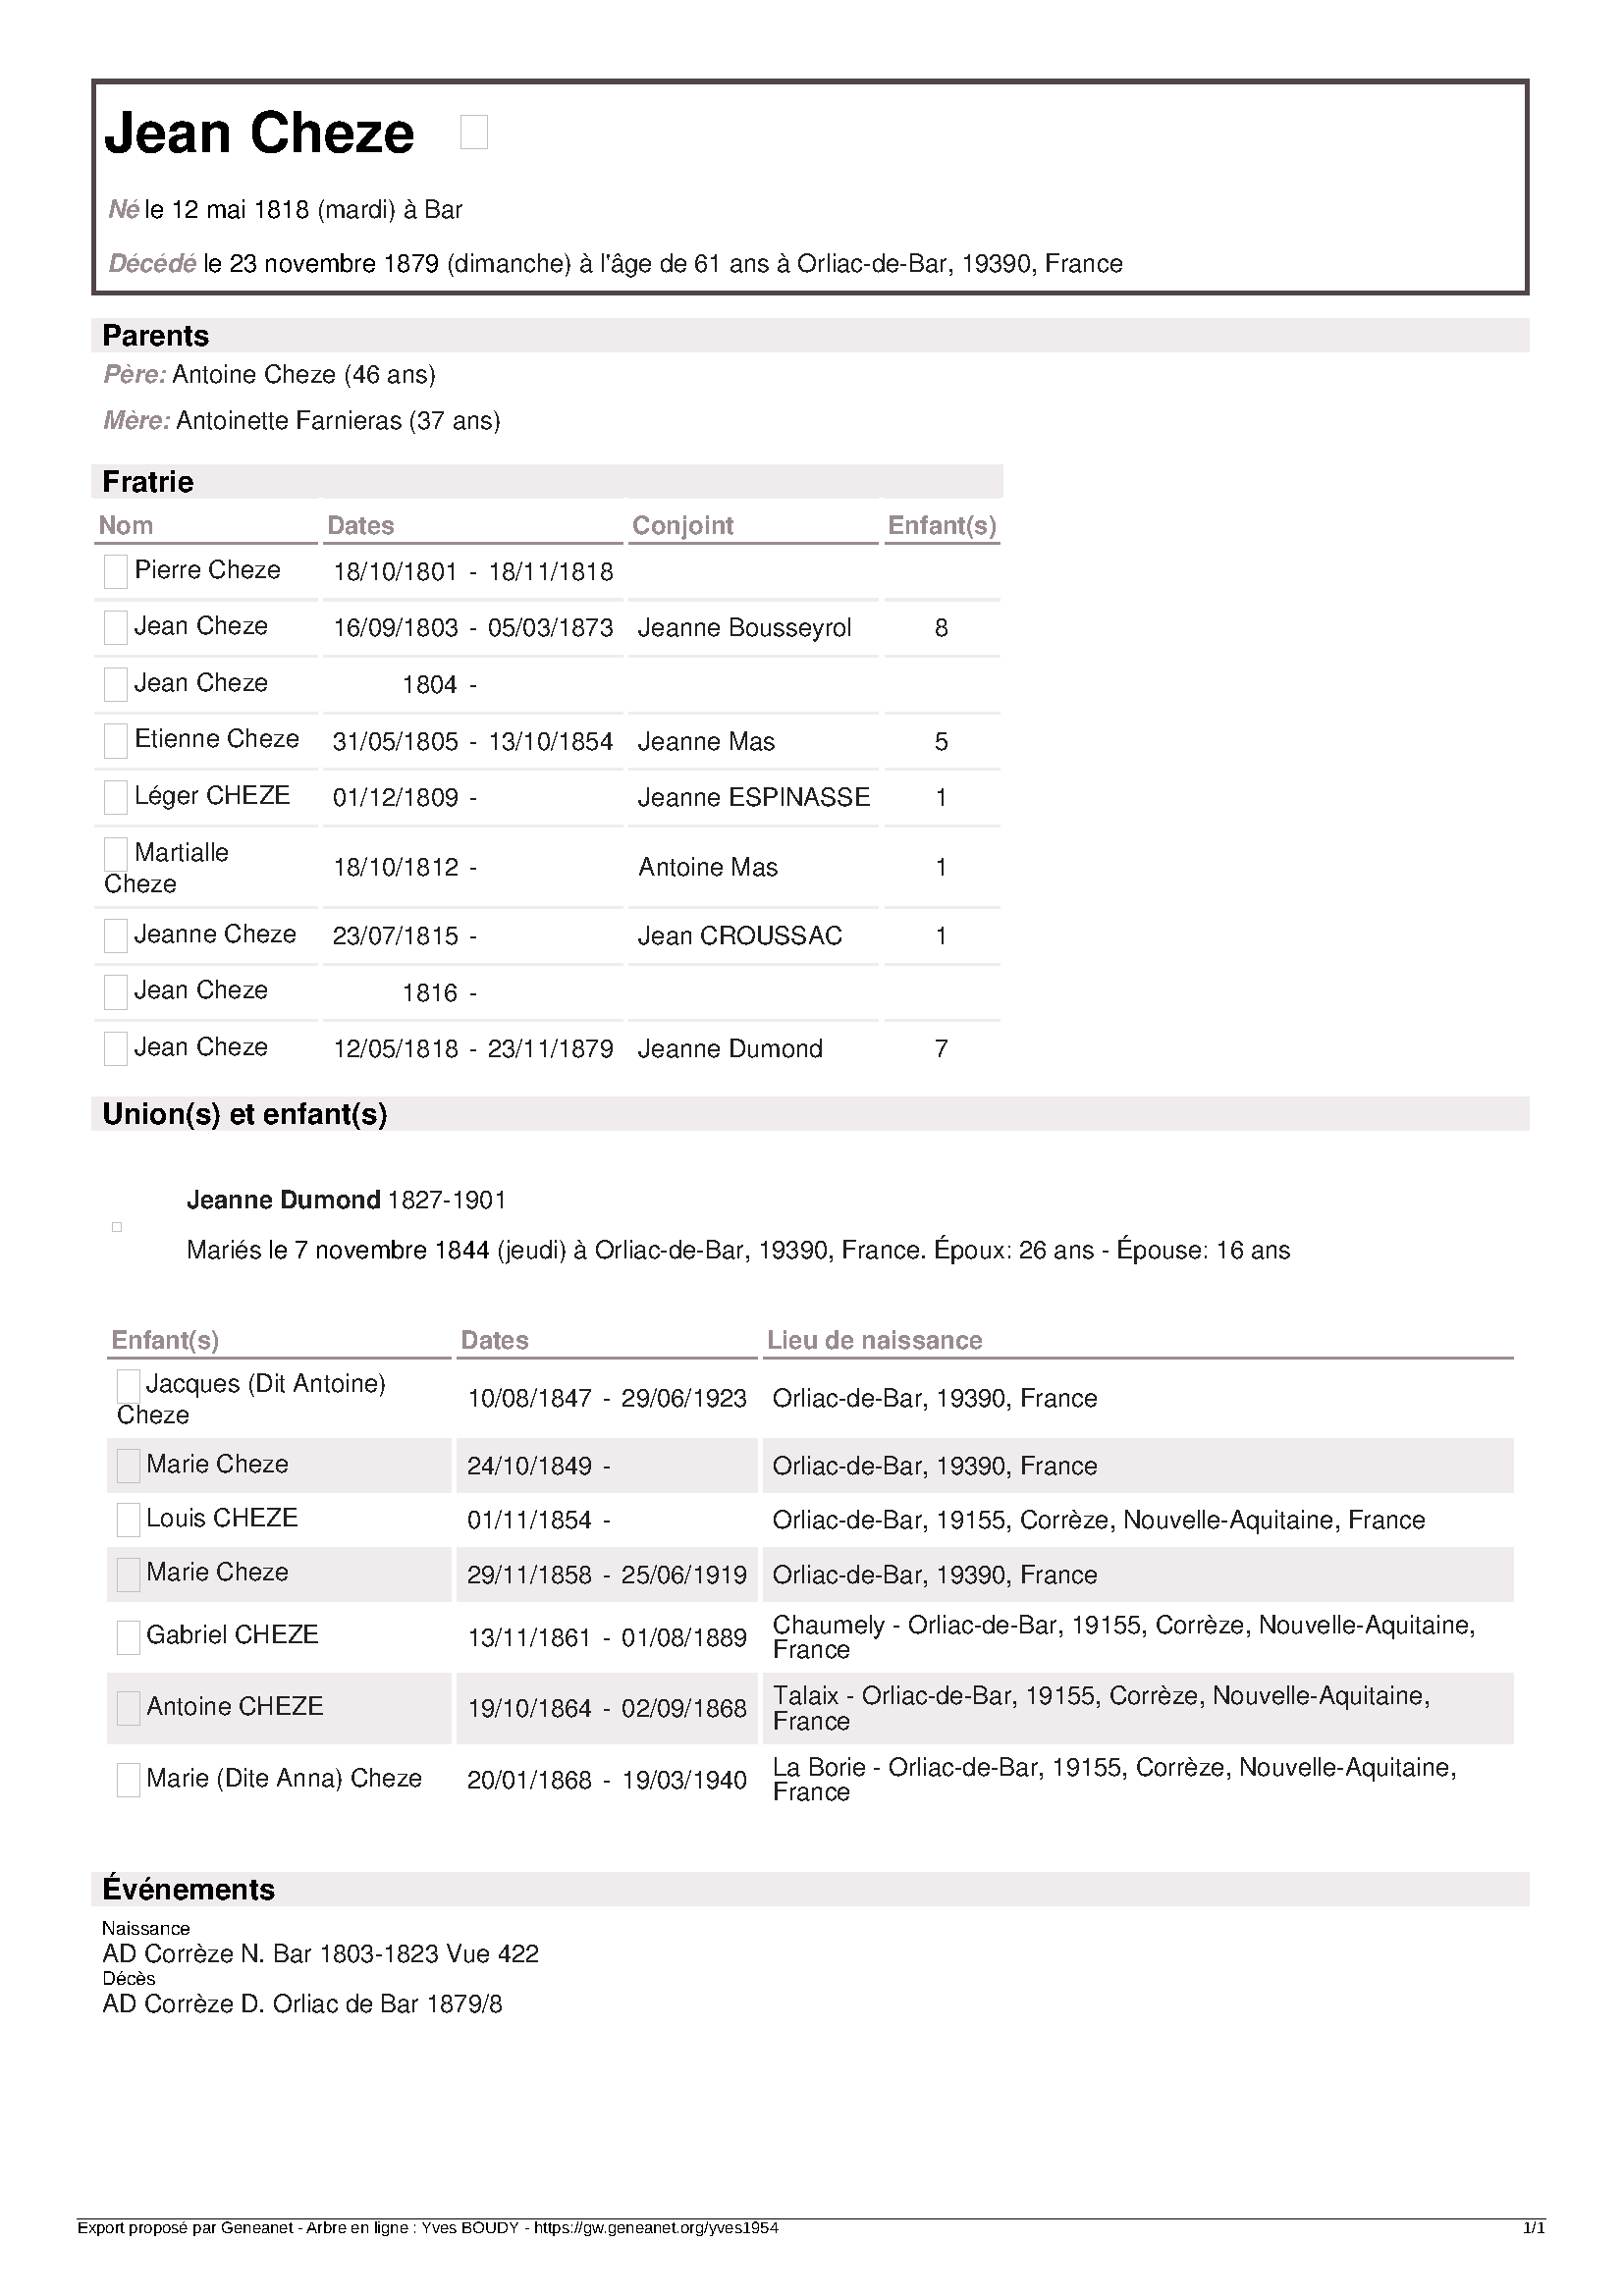 Jean Cheze
Né le 12 mai 1818 (mardi) à Bar
Décédé le 23 novembre 1879 (dimanche) à l'âge de 61 ans à Orliac-de-Bar, 19390, France
Parents
Père: Antoine Cheze (46 ans)
Mère: Antoinette Farnieras (37 ans)
Fratrie
Nom Dates Conjoint Enfant(s)
Pierre Cheze 18/10/1801 - 18/11/1818
Jean Cheze 16/09/1803 - 05/03/1873 Jeanne Bousseyrol 8
Jean Cheze 1804 -
Etienne Cheze 31/05/1805 - 13/10/1854 Jeanne Mas 5
Léger CHEZE 01/12/1809 - Jeanne ESPINASSE 1
Martialle
Cheze 18/10/1812 - Antoine Mas 1
Jeanne Cheze 23/07/1815 - Jean CROUSSAC 1
Jean Cheze 1816 -
Jean Cheze 12/05/1818 - 23/11/1879 Jeanne Dumond 7
Union(s) et enfant(s)
Jeanne Dumond 1827-1901
Mariés le 7 novembre 1844 (jeudi) à Orliac-de-Bar, 19390, France. Époux: 26 ans - Épouse: 16 ans
Enfant(s) Dates Lieu de naissance
Jacques (Dit Antoine)
Cheze 10/08/1847 - 29/06/1923 Orliac-de-Bar, 19390, France
Marie Cheze 24/10/1849 - Orliac-de-Bar, 19390, France
Louis CHEZE 01/11/1854 - Orliac-de-Bar, 19155, Corrèze, Nouvelle-Aquitaine, France
Marie Cheze 29/11/1858 - 25/06/1919 Orliac-de-Bar, 19390, France
Gabriel CHEZE 13/11/1861 - 01/08/1889 Chaumely - Orliac-de-Bar, 19155, Corrèze, Nouvelle-Aquitaine,
France
Antoine CHEZE 19/10/1864 - 02/09/1868 Talaix - Orliac-de-Bar, 19155, Corrèze, Nouvelle-Aquitaine,
France
Marie (Dite Anna) Cheze 20/01/1868 - 19/03/1940 La Borie - Orliac-de-Bar, 19155, Corrèze, Nouvelle-Aquitaine,
France
Événements
Naissance
AD Corrèze N. Bar 1803-1823 Vue 422
Décès
AD Corrèze D. Orliac de Bar 1879/8
Export proposé par Geneanet - Arbre en ligne : Yves BOUDY - https://gw.geneanet.org/yves1954 1/1